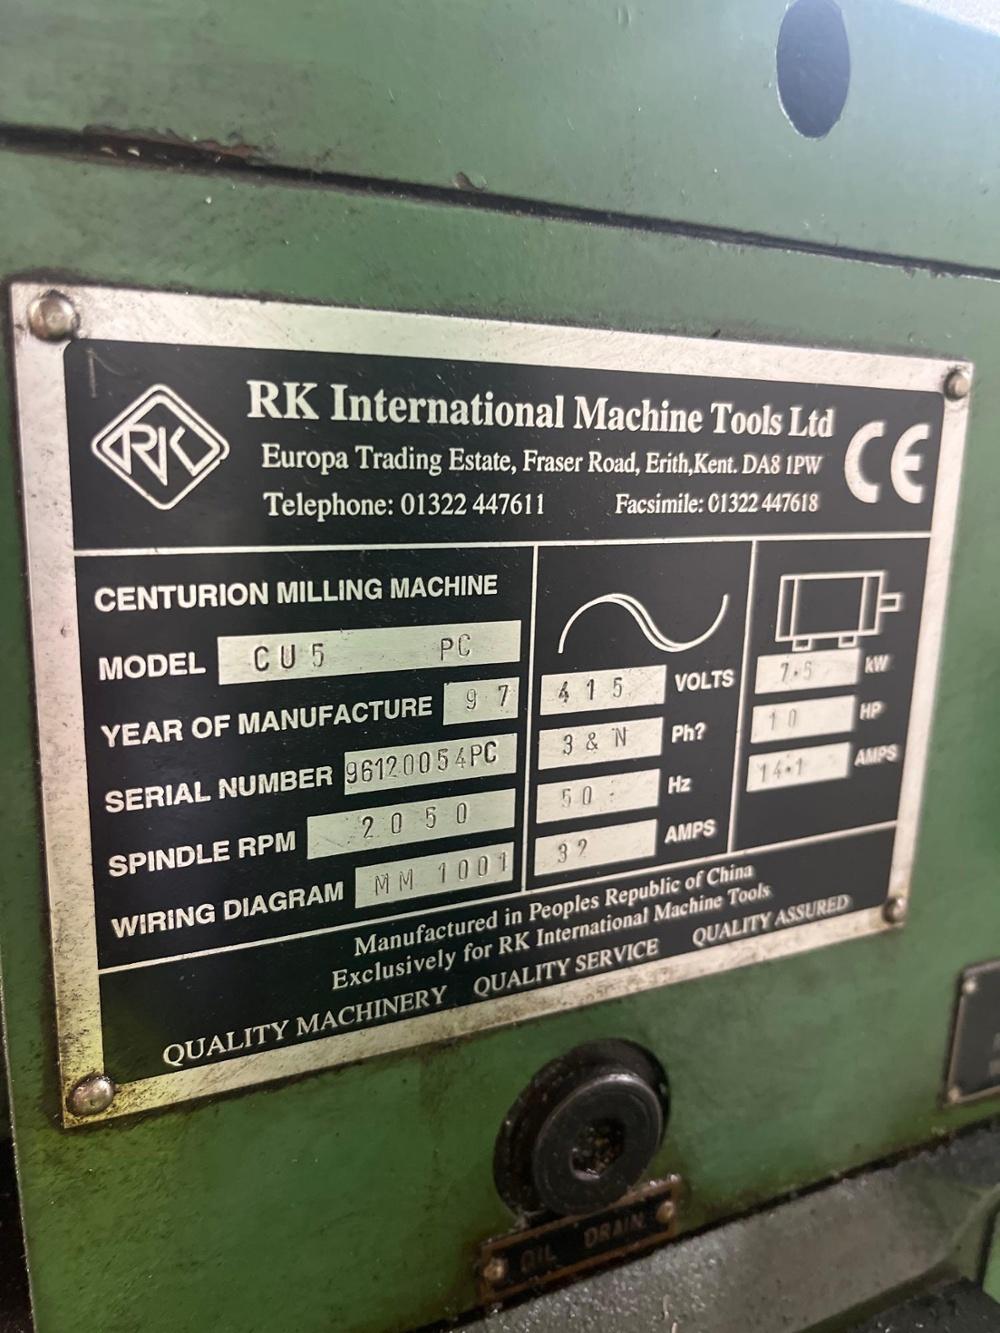 RK
RK International Machine Tools Ltd
Europa Trading Estate, Fraser Road, Erith,Kent. DA8 1PW
Telephone: 01322 447611 Facsimile: 01322 447618
CE
CENTURION MILLING MACHINE
MODEL CU5 PC
YEAR OF MANUFACTURE 97
SERIAL NUMBER 96120054PC
SPINDLE RPM 2050
WIRING DIAGRAM MM 1001
415 VOLTS
3 & N Ph?
50 Hz
32 AMPS
7.5 kW
10 HP
14.1 AMPS
Manufactured in Peoples Republic of China
Exclusively for RK International Machine Tools
QUALITY MACHINERY QUALITY SERVICE QUALITY ASSURED
OIL DRAIN